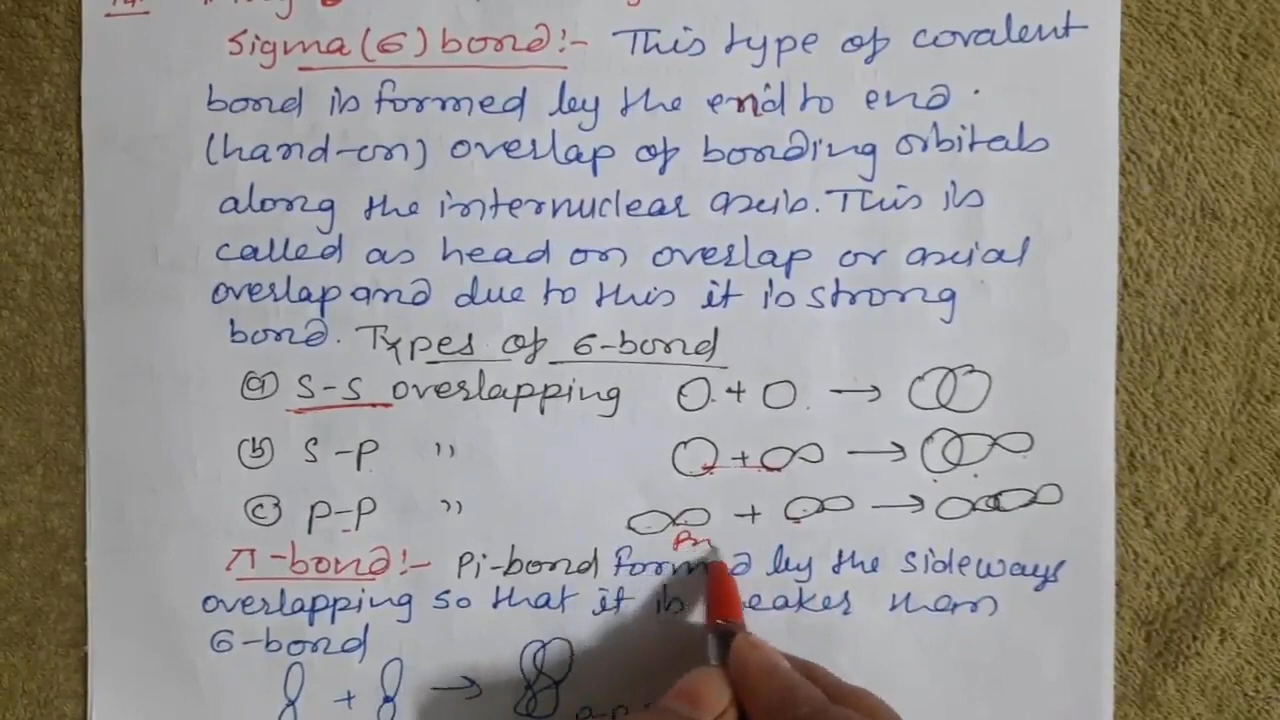 Sigma (σ) bond:- This type of covalent
bond is formed by the end to end
(hand-on) overlap of bonding orbitals
along the internuclear axis. This is
called as head on overlap or axial
overlap and due to this it is strong
bond. Types of σ-bond
(a) s-s overlapping + →
(b) s-p " + →
(c) p-p " + →
π-bond:- Pi-bond formed by the sideways
overlapping so that it is weaker than
σ-bond
+ →